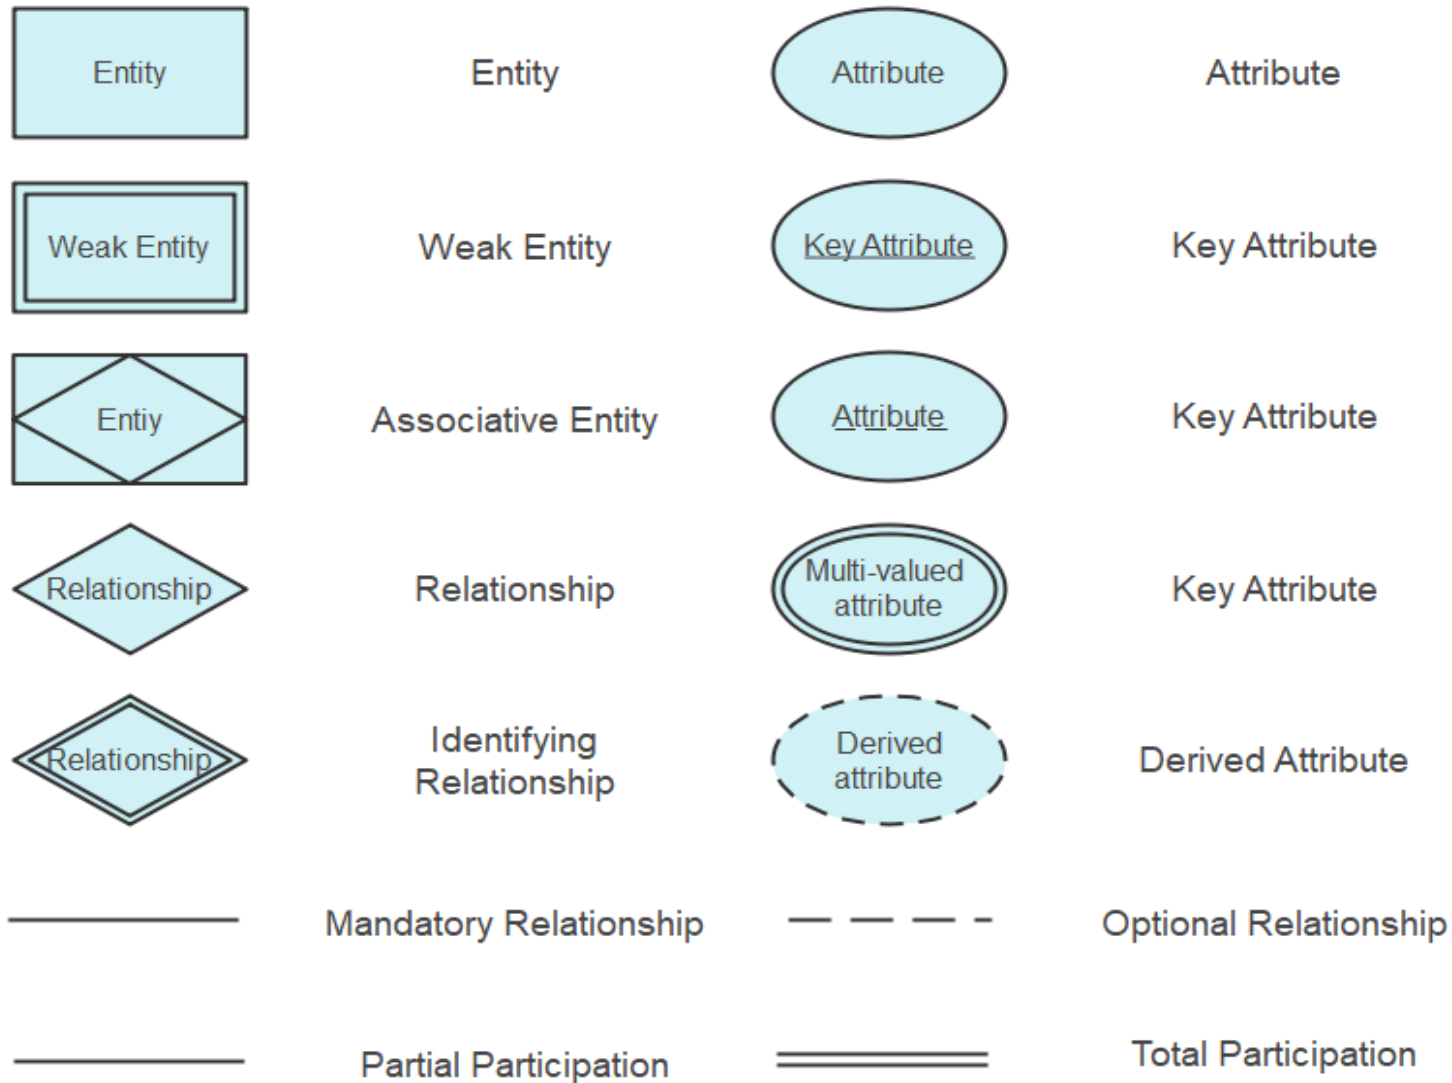 Entity
Entity
Attribute
Attribute
Weak Entity
Weak Entity
Key Attribute
Key Attribute
Entiy
Associative Entity
Attribute
Key Attribute
Relationship
Relationship
Multi-valued
attribute
Key Attribute
Relationship
Identifying
Relationship
Derived
attribute
Derived Attribute
Mandatory Relationship
Optional Relationship
Partial Participation
Total Participation